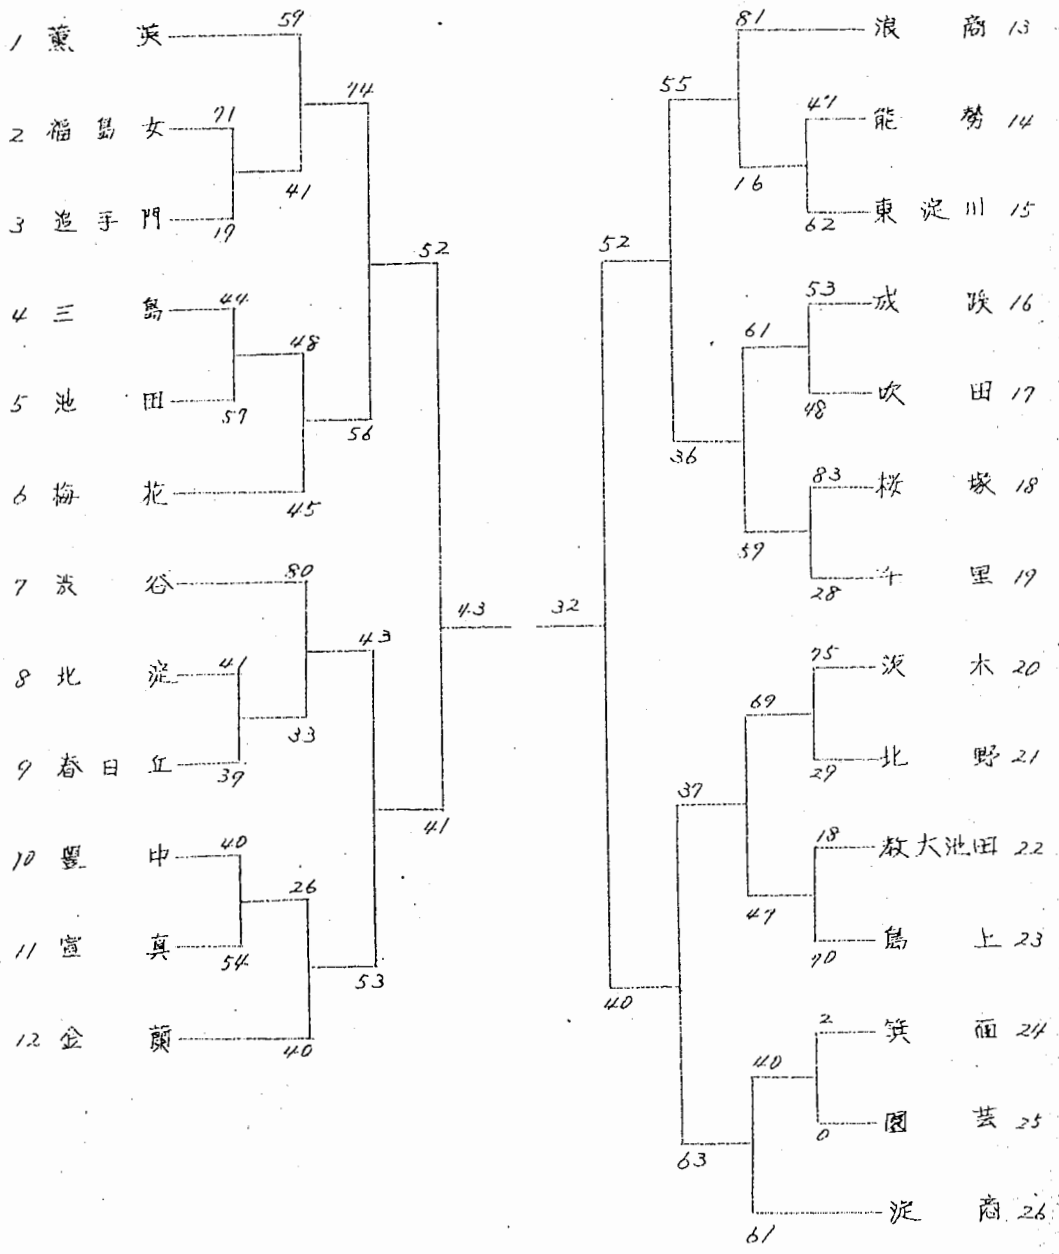 1 薫英
59
2 福島女
71
74
41
3 追手門
19
52
4 三島
44
48
5 池田
57
56
6 梅花
45
7 渋谷
80
43
43
8 北淀
41
33
9 春日丘
39
41
10 豊中
40
26
11 宣真
54
53
12 金蘭
40
81
浪商 13
55
47
能勢 14
16
62
東淀川 15
52
53
成蹊 16
61
48
吹田 17
36
83
桜塚 18
59
28
千里 19
32
75
茨木 20
69
29
北野 21
37
18
教大池田 22
47
70
島上 23
40
2
箕面 24
40
0
園芸 25
63
61
淀商 26